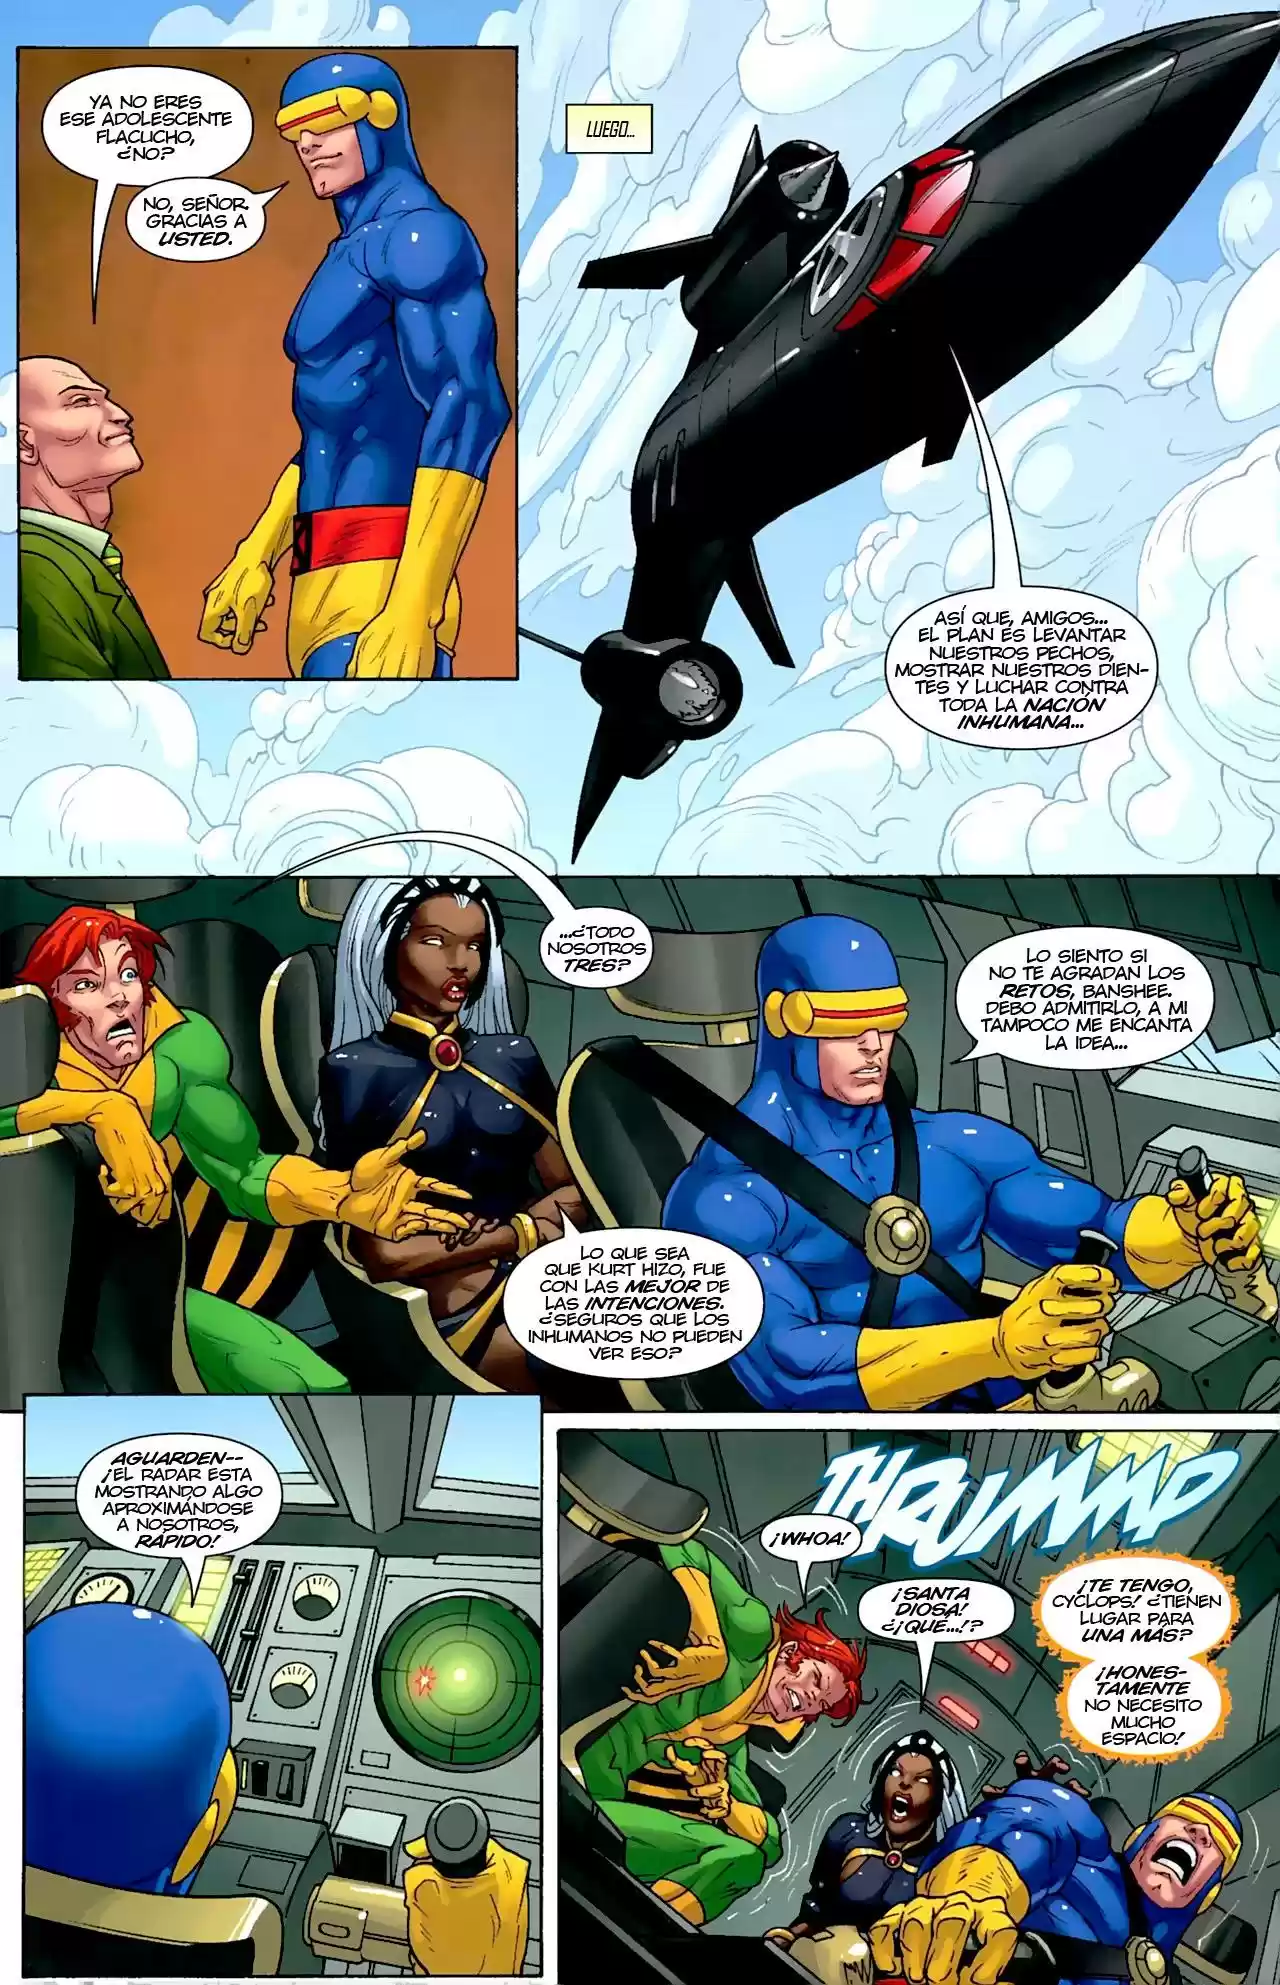 YA NO ERES
ESE ADOLESCENTE
FLACUCHO,
¿NO?
NO, SEÑOR.
GRACIAS A
USTED.
LUEGO...
ASÍ QUE, AMIGOS...
EL PLAN ES LEVANTAR
NUESTROS PECHOS,
MOSTRAR NUESTROS DIEN-
TES Y LUCHAR CONTRA
TODA LA NACIÓN
INHUMANA...
...¿TODO
NOSOTROS
TRES?
LO SIENTO SI
NO TE AGRADAN LOS
RETOS, BANSHEE.
DEBO ADMITIRLO, A MI
TAMPOCO ME ENCANTA
LA IDEA...
LO QUE SEA
QUE KURT HIZO, FUE
CON LAS MEJOR DE
LAS INTENCIONES.
¿SEGUROS QUE LOS
INHUMANOS NO PUEDEN
VER ESO?
AGUARDEN--
¡EL RADAR ESTA
MOSTRANDO ALGO
APROXIMÁNDOSE
A NOSOTROS,
RÁPIDO!
THRUMMMP
¡WHOA!
¡SANTA
DIOSA!
¿¡QUÉ...!?
¡TE TENGO,
CYCLOPS! ¿TIENEN
LUGAR PARA
UNA MÁS?
¡HONES-
TAMENTE
NO NECESITO
MUCHO
ESPACIO!